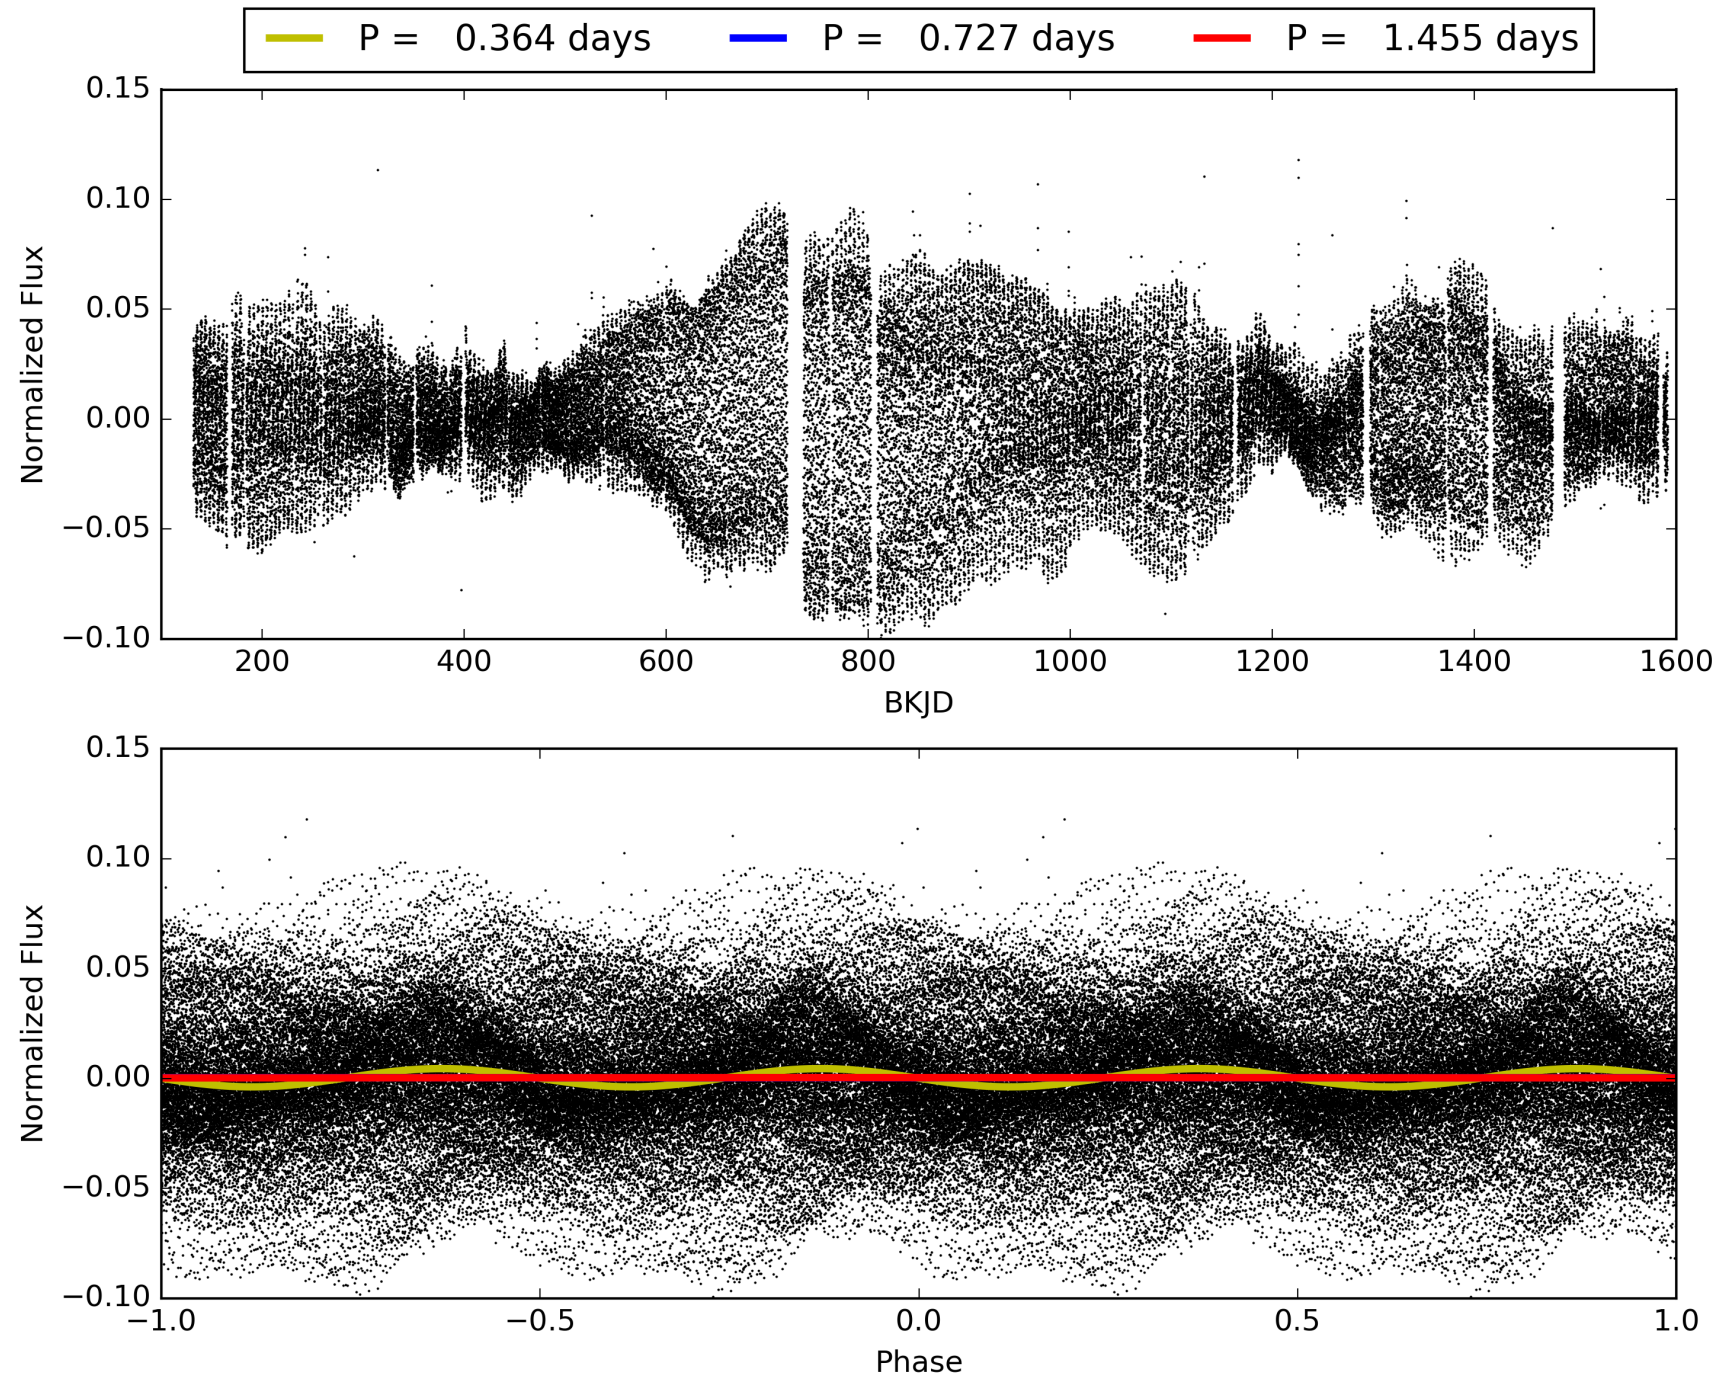 P = 0.364 days P = 0.727 days P = 1.455 days
0.15
0.10
0.05
0.00
−0.05
−0.10
Normalized Flux
200 400 600 800 1000 1200 1400 1600
BKJD
0.15
0.10
0.05
0.00
−0.05
−0.10
Normalized Flux
−1.0 −0.5 0.0 0.5 1.0
Phase